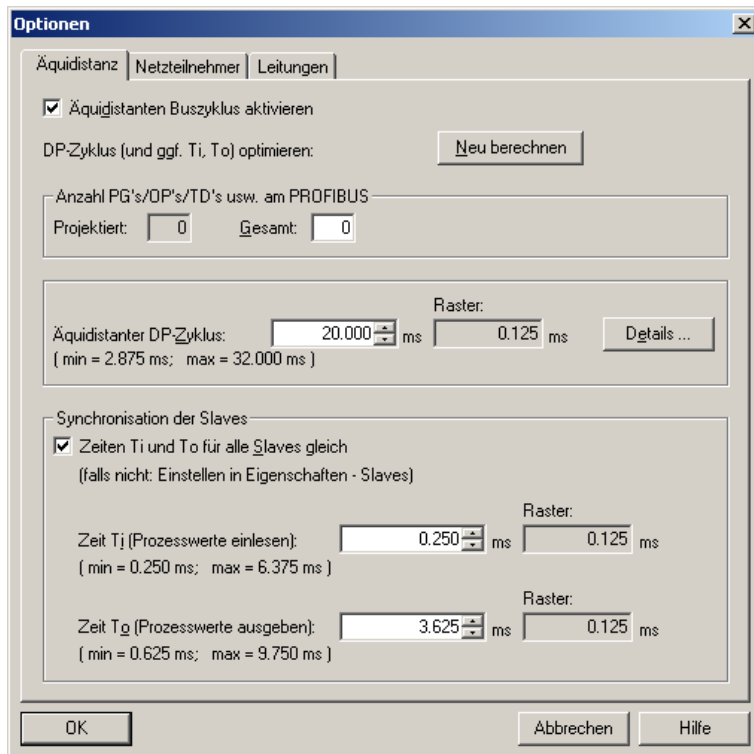 Optionen
Äquidistanz Netzteilnehmer Leitungen
Äquidistanten Buszyklus aktivieren
DP-Zyklus (und ggf. Ti, To) optimieren: Neu berechnen
Anzahl PG's/OP's/TD's usw. am PROFIBUS
Projektiert: 0 Gesamt: 0
Raster:
Äquidistanter DP-Zyklus: 20.000 ms 0.125 ms Details ...
( min = 2.875 ms; max = 32.000 ms )
Synchronisation der Slaves
Zeiten Ti und To für alle Slaves gleich
(falls nicht: Einstellen in Eigenschaften - Slaves)
Raster:
Zeit Ti (Prozesswerte einlesen): 0.250 ms 0.125 ms
( min = 0.250 ms; max = 6.375 ms )
Raster:
Zeit To (Prozesswerte ausgeben): 3.625 ms 0.125 ms
( min = 0.625 ms; max = 9.750 ms )
OK Abbrechen Hilfe